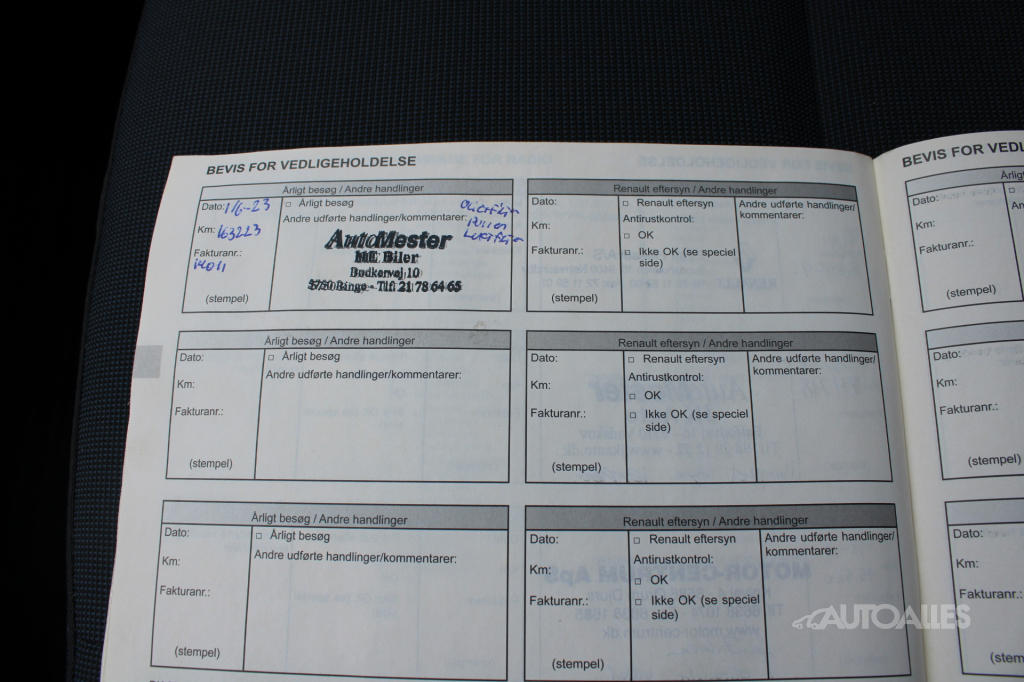 BEVIS FOR VEDLIGEHOLDELSE
Årligt besøg / Andre handlinger
Dato: 1/6-23
Km: 163223
Fakturanr.:
14011
(stempel)
□ Årligt besøg
Andre udførte handlinger/kommentarer:
AutoMester
ME Biler
Bodkervej 10
5750 Ringe - Tlf: 21 78 64 65
Renault eftersyn / Andre handlinger
Dato:
Km:
Fakturanr.:
(stempel)
□ Renault eftersyn
Antirustkontrol:
□ OK
□ Ikke OK (se speciel
side)
Andre udførte handlinger/
kommentarer:
Årligt besøg / Andre handlinger
Dato:
Km:
Fakturanr.:
(stempel)
□ Årligt besøg
Andre udførte handlinger/kommentarer:
Renault eftersyn / Andre handlinger
Dato:
Km:
Fakturanr.:
(stempel)
□ Renault eftersyn
Antirustkontrol:
□ OK
□ Ikke OK (se speciel
side)
Andre udførte handlinger/
kommentarer:
Årligt besøg / Andre handlinger
Dato:
Km:
Fakturanr.:
(stempel)
□ Årligt besøg
Andre udførte handlinger/kommentarer:
Renault eftersyn / Andre handlinger
Dato:
Km:
Fakturanr.:
(stempel)
□ Renault eftersyn
Antirustkontrol:
□ OK
□ Ikke OK (se speciel
side)
Andre udførte handlinger/
kommentarer:
BEVIS FOR VEDL
Dato:
Km:
Fakturanr.:
(stempel)
Dato:
Km:
Fakturanr.:
(stempel)
Dato:
Km:
Fakturanr.:
(stem
AUTOALLES